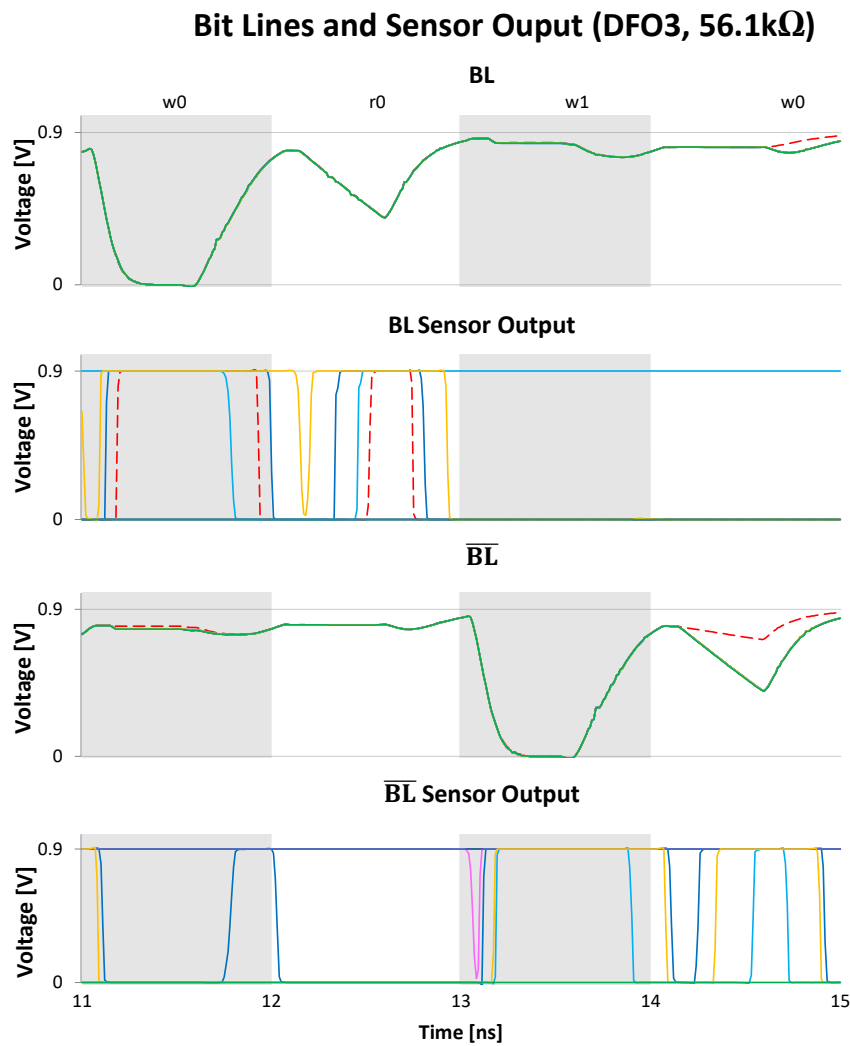 Bit Lines and Sensor Ouput (DFO3, 56.1kΩ)
BL
w0 r0 w1 w0
0.9
Voltage [V]
0
BL Sensor Output
0.9
Voltage [V]
0
B̅L̅
0.9
Voltage [V]
0
B̅L̅ Sensor Output
0.9
Voltage [V]
0
11 12 13 14 15
Time [ns]